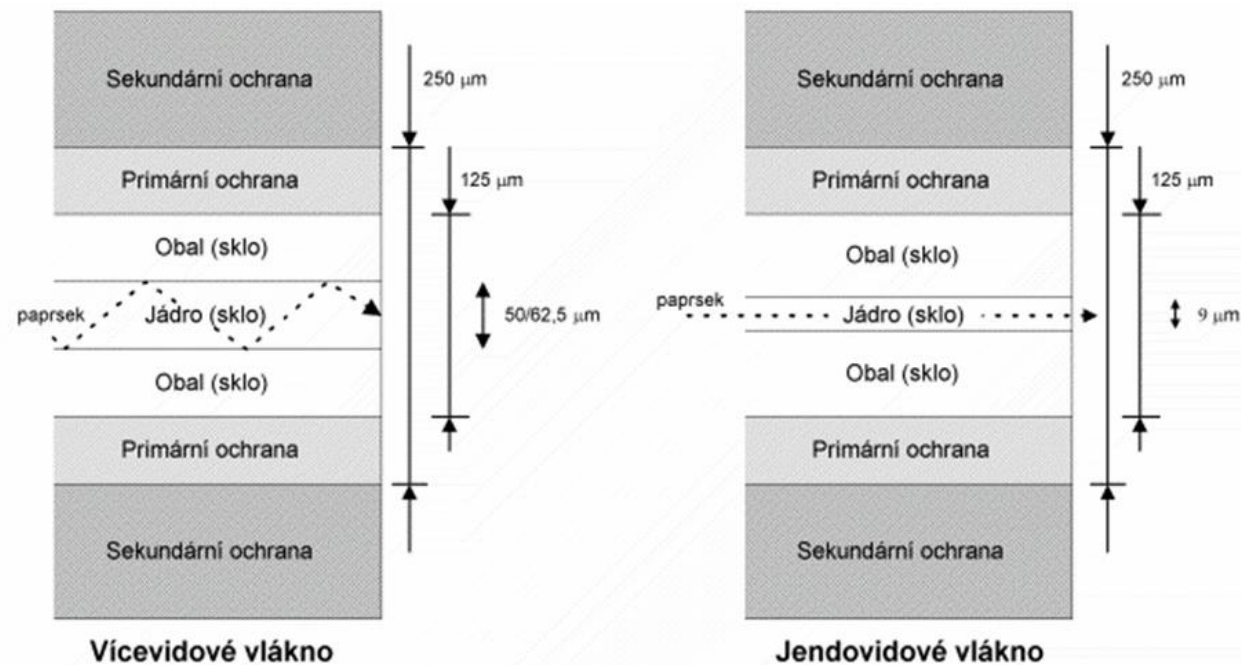 Sekundární ochrana
250 μm
Primární ochrana
125 μm
Obal (sklo)
paprsek
Jádro (sklo)
50/62,5 μm
Obal (sklo)
Primární ochrana
Sekundární ochrana
Vícevidové vlákno
Sekundární ochrana
250 μm
Primární ochrana
125 μm
Obal (sklo)
paprsek
Jádro (sklo)
9 μm
Obal (sklo)
Primární ochrana
Sekundární ochrana
Jendovidové vlákno